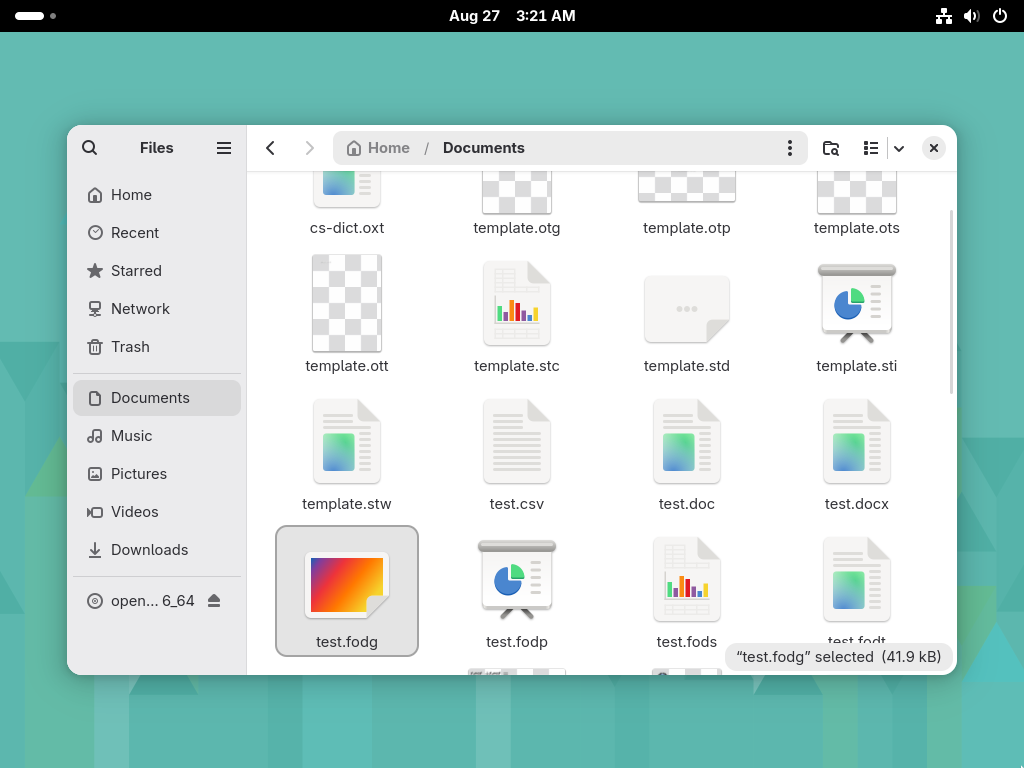 Aug 27 3:21 AM
Files
Home / Documents
Home
Recent
Starred
Network
Trash
Documents
Music
Pictures
Videos
Downloads
open... 6_64
cs-dict.oxt
template.otg
template.otp
template.ots
template.ott
template.stc
template.std
template.sti
template.stw
test.csv
test.doc
test.docx
test.fodg
test.fodp
test.fods
test.fodt
“test.fodg” selected (41.9 kB)